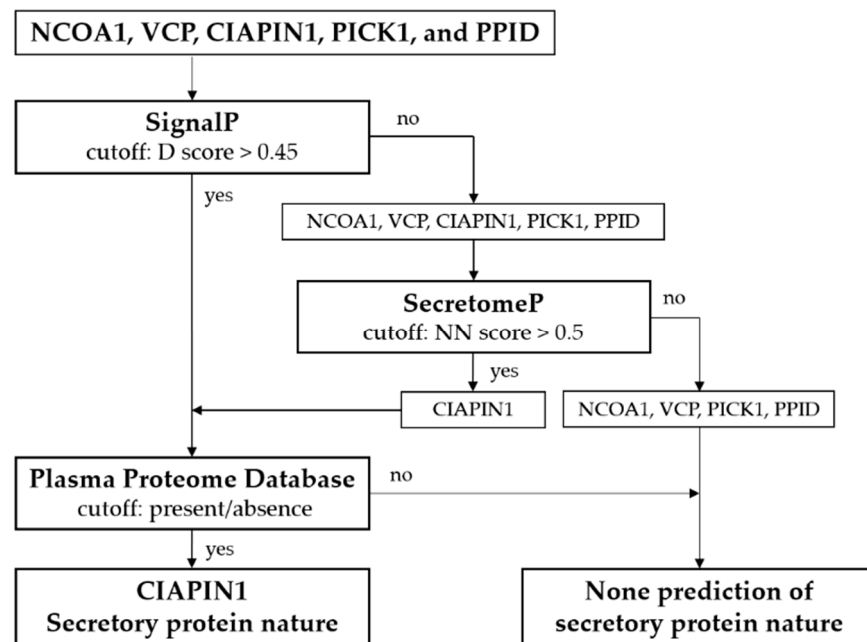 NCOA1, VCP, CIAPIN1, PICK1, and PPID
SignalP
cutoff: D score > 0.45
no
yes
NCOA1, VCP, CIAPIN1, PICK1, PPID
SecretomeP
cutoff: NN score > 0.5
no
yes
CIAPIN1
NCOA1, VCP, PICK1, PPID
Plasma Proteome Database
cutoff: present/absence
no
yes
CIAPIN1
Secretory protein nature
None prediction of
secretory protein nature